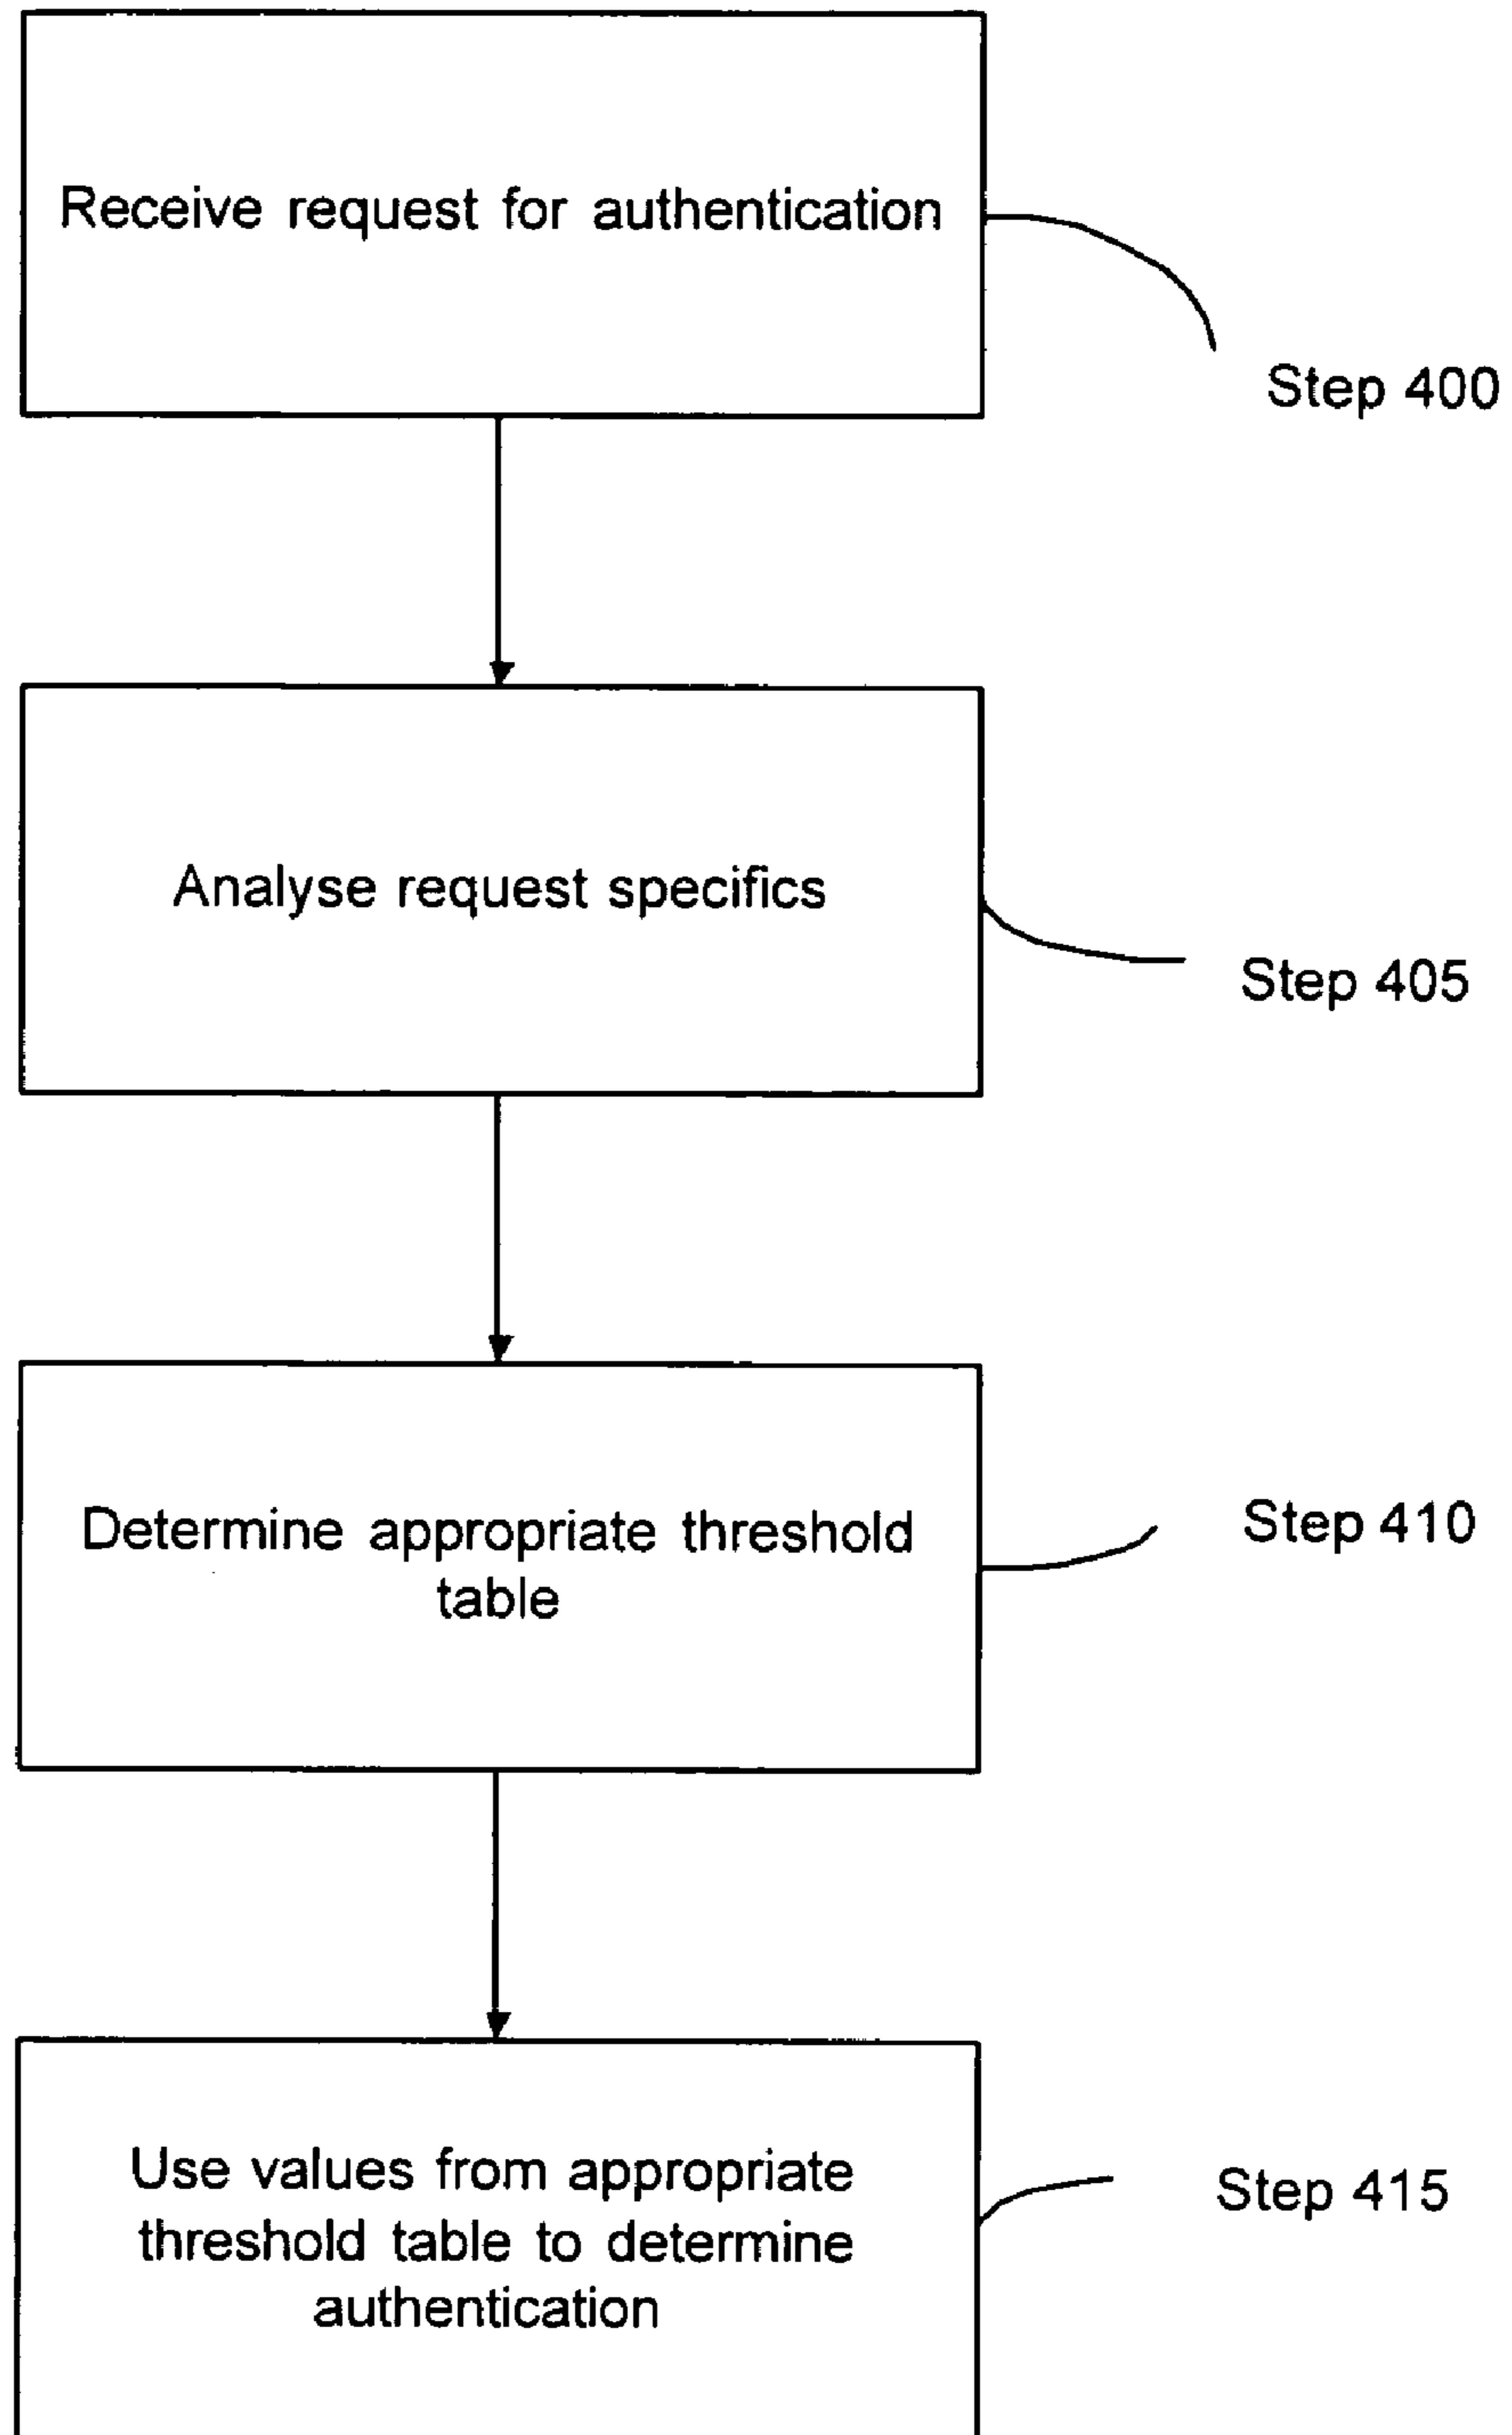 Receive request for authentication
Step 400
Analyse request specifics
Step 405
Determine appropriate threshold
table
Step 410
Use values from appropriate
threshold table to determine
authentication
Step 415